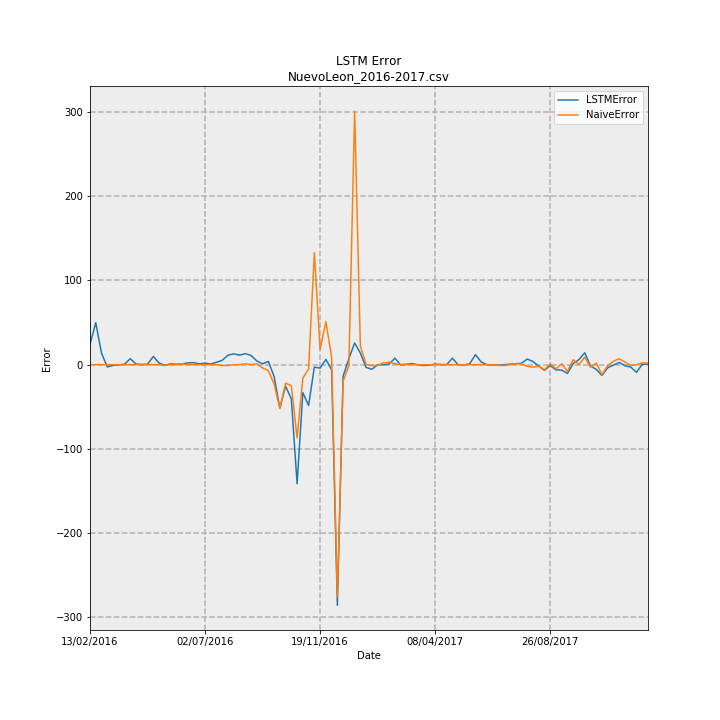 LSTM Error
NuevoLeon_2016-2017.csv
LSTMError
NaiveError
300
200
100
0
−100
−200
−300
Error
13/02/2016
02/07/2016
19/11/2016
08/04/2017
26/08/2017
Date